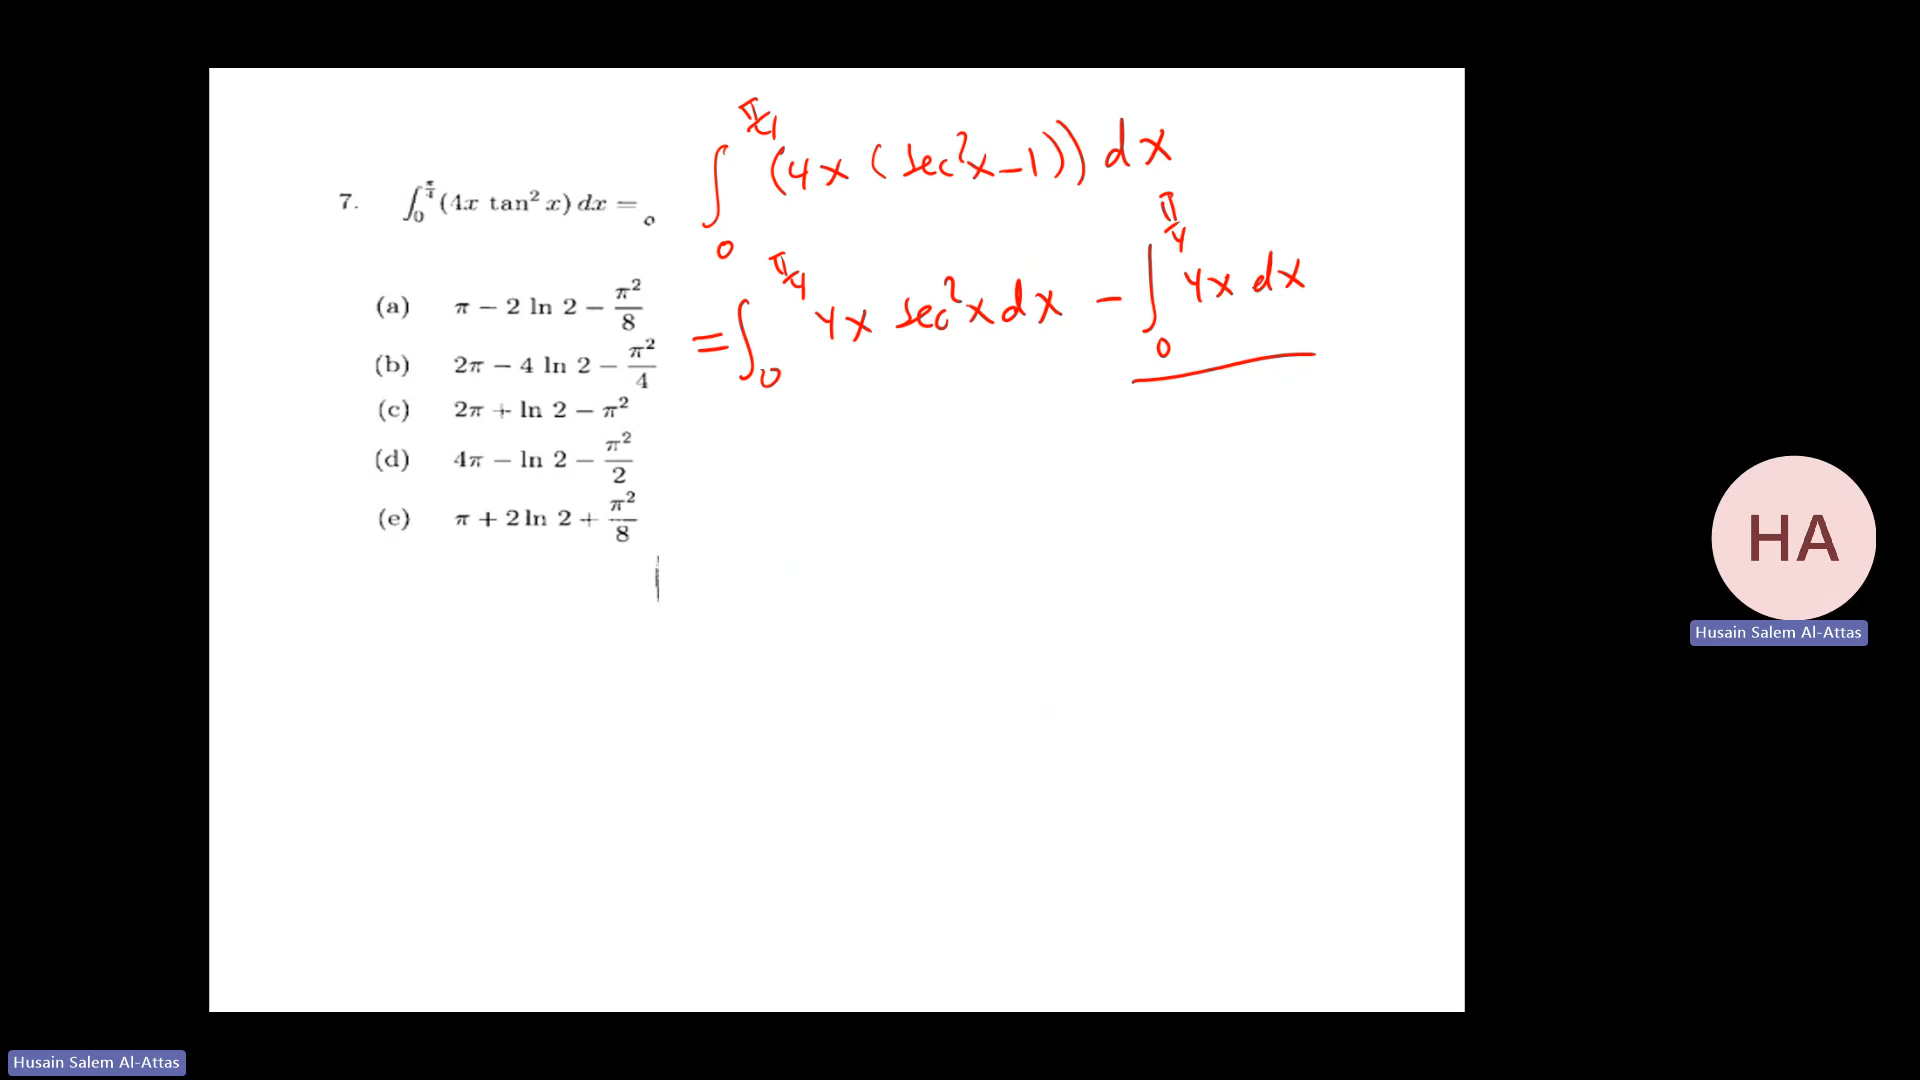 7. ∫₀^{π/4} (4x tan² x) dx =
(a) π − 2 ln 2 − π²/8
(b) 2π − 4 ln 2 − π²/4
(c) 2π + ln 2 − π²
(d) 4π − ln 2 − π²/2
(e) π + 2 ln 2 + π²/8
∫₀^{π/4} (4x (sec²x−1)) dx
= ∫₀^{π/4} 4x sec²x dx − ∫₀^{π/4} 4x dx
HA
Husain Salem Al-Attas
Husain Salem Al-Attas